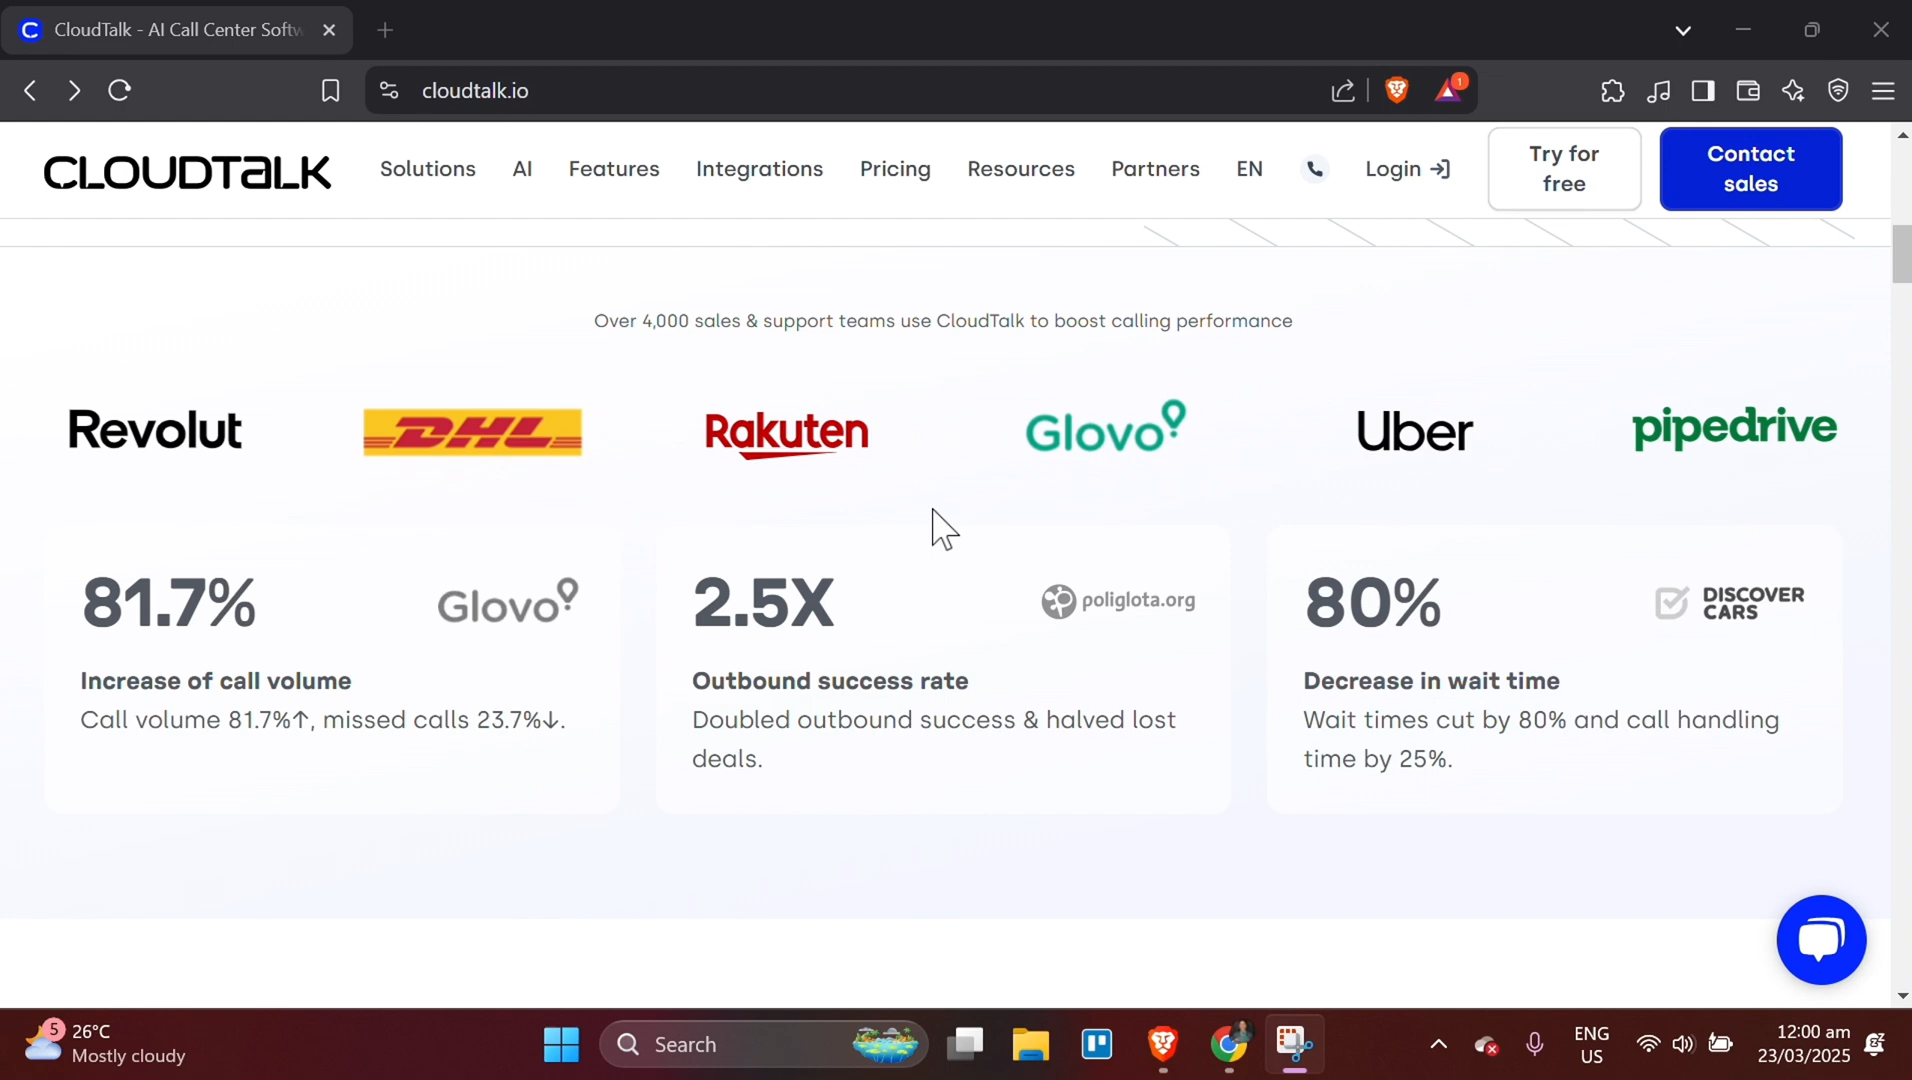 CloudTalk - AI Call Center Softw
cloudtalk.io
1
CLOUDTALK
Solutions
AI
Features
Integrations
Pricing
Resources
Partners
EN
Login
Try for
free
Contact
sales
Over 4,000 sales & support teams use CloudTalk to boost calling performance
Revolut
DHL
Rakuten
Glovo
Uber
pipedrive
81.7%
Glovo
Increase of call volume
Call volume 81.7%↑, missed calls 23.7%↓.
2.5X
poliglota.org
Outbound success rate
Doubled outbound success & halved lost
deals.
80%
DISCOVER
CARS
Decrease in wait time
Wait times cut by 80% and call handling
time by 25%.
5
26°C
Mostly cloudy
Search
ENG
US
12:00 am
23/03/2025